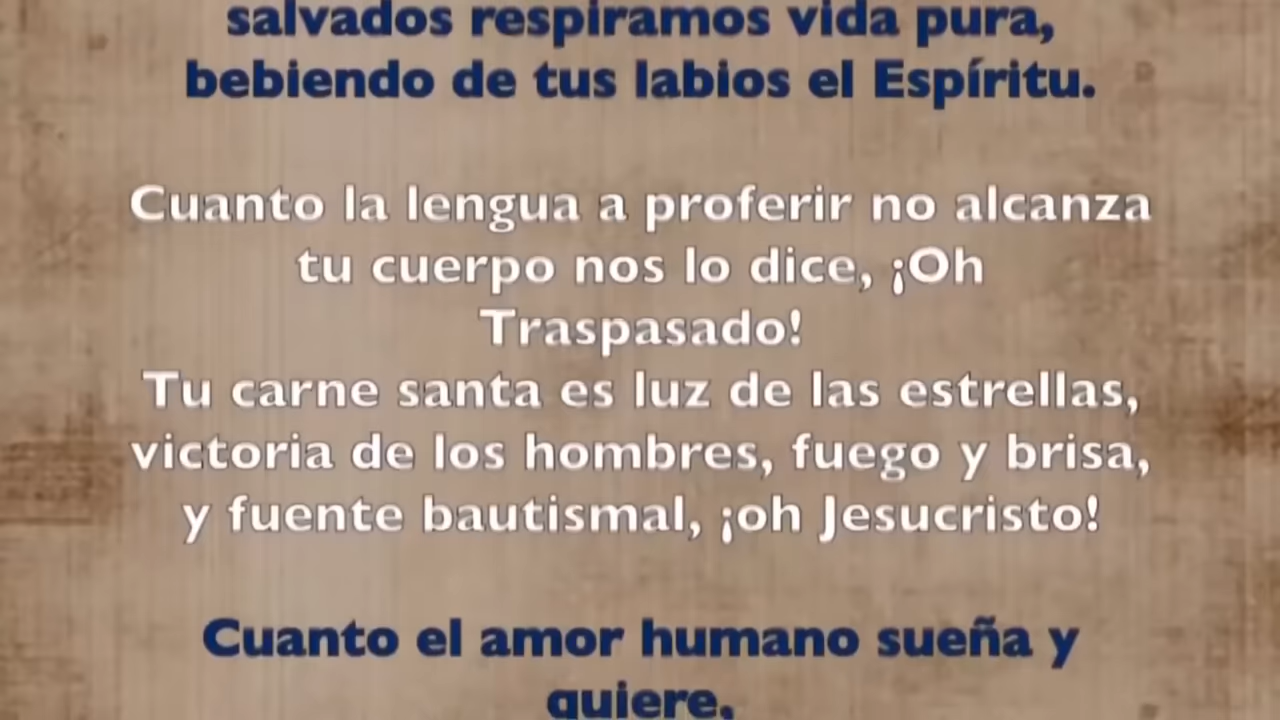 salvados respiramos vida pura,
bebiendo de tus labios el Espíritu.
Cuanto la lengua a proferir no alcanza
tu cuerpo nos lo dice, ¡Oh
Traspasado!
Tu carne santa es luz de las estrellas,
victoria de los hombres, fuego y brisa,
y fuente bautismal, ¡oh Jesucristo!
Cuanto el amor humano sueña y
quiere,